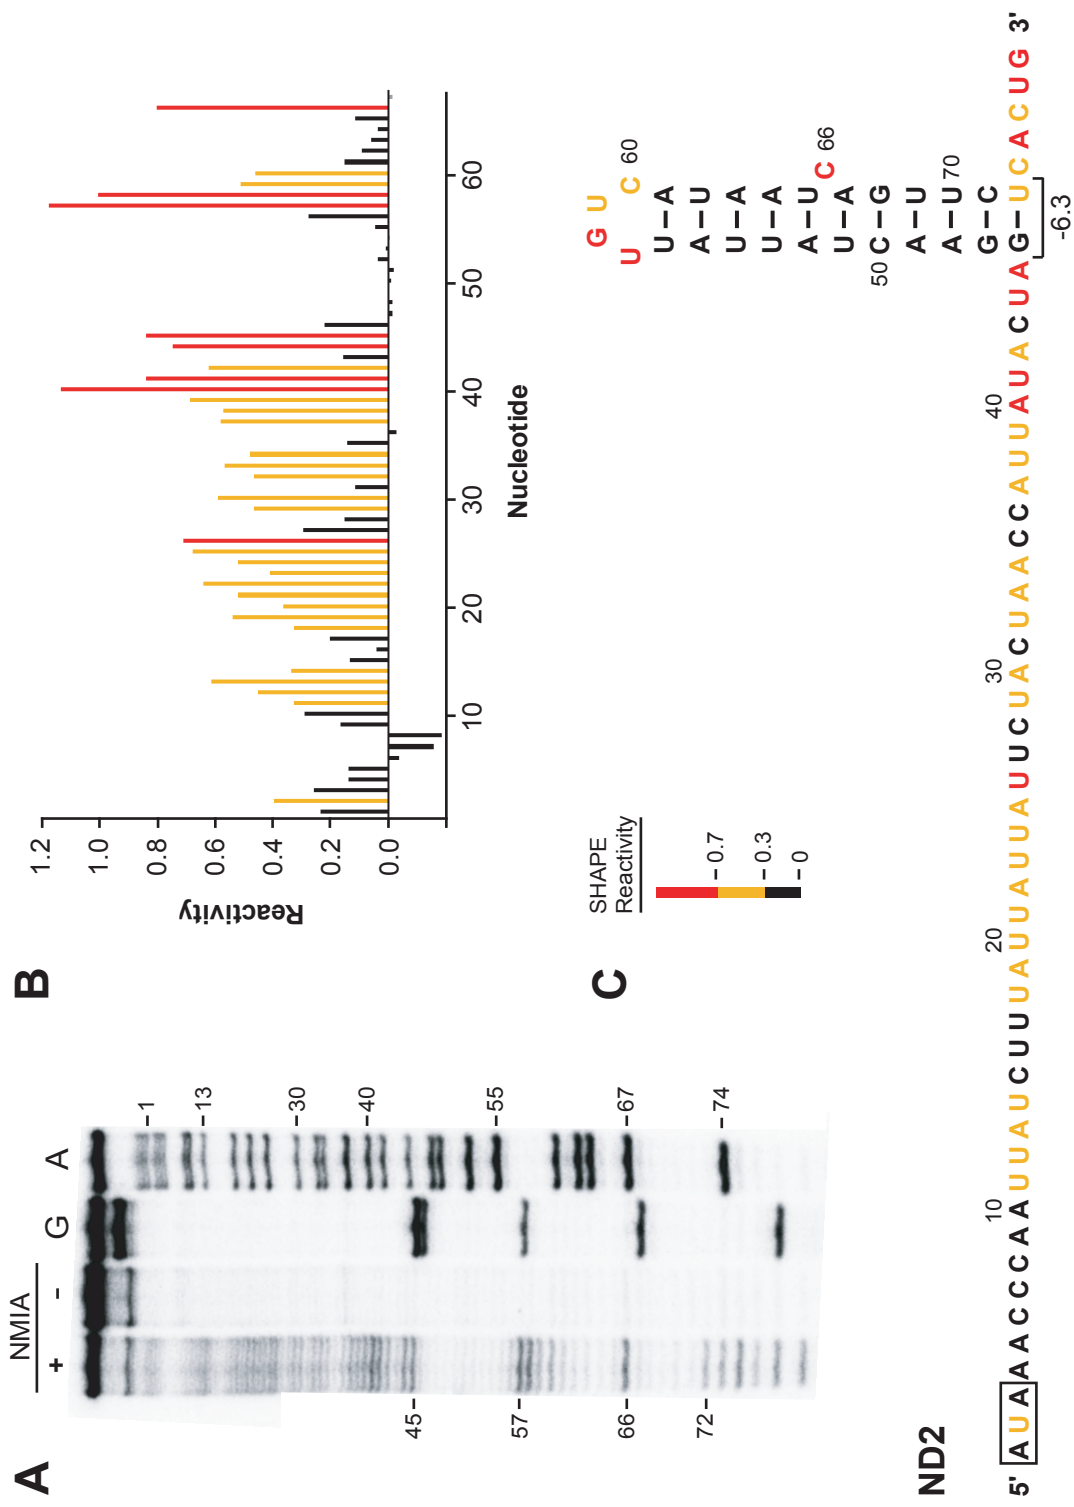 A
NMIA
+ - G A
1
13
30
40
55
67
74
45
57
66
72
B
Reactivity
1.2
1.0
0.8
0.6
0.4
0.2
0.0
10 20 30 40 50 60
Nucleotide
C
SHAPE
Reactivity
0.7
0.3
0
G U
U C 60
U–A
A–U
U–A
U–A
A–U C 66
U–A
50 C–G
A–U
A–U 70
G–C
ND2
10 20 30 40
5' A U A A A C C C A A U U A U C U U U A U U A U U A U U C U A C U A A C C A U U A U A C U A G–U C A C U G 3'
-6.3